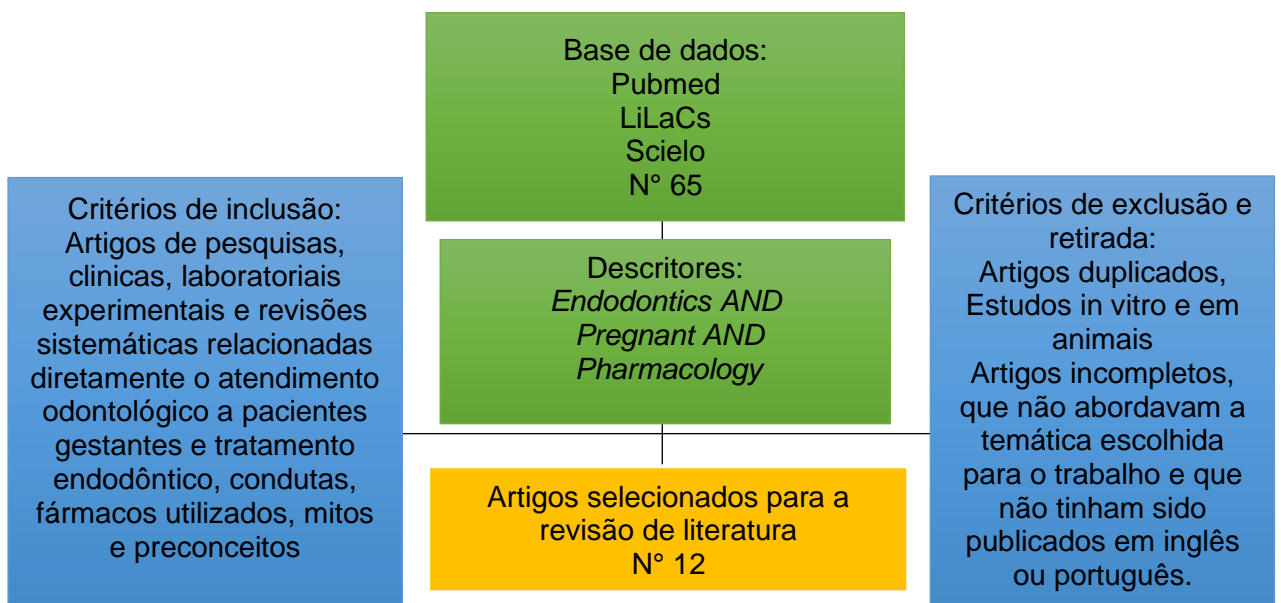 Base de dados:
Pubmed
LiLaCs
Scielo
N° 65
Critérios de inclusão:
Artigos de pesquisas,
clinicas, laboratoriais
experimentais e revisões
sistemáticas relacionadas
diretamente o atendimento
odontológico a pacientes
gestantes e tratamento
endodôntico, condutas,
fármacos utilizados, mitos
e preconceitos
Descritores:
Endodontics AND
Pregnant AND
Pharmacology
Critérios de exclusão e
retirada:
Artigos duplicados,
Estudos in vitro e em
animais
Artigos incompletos,
que não abordavam a
temática escolhida
para o trabalho e que
não tinham sido
publicados em inglês
ou português.
Artigos selecionados para a
revisão de literatura
N° 12